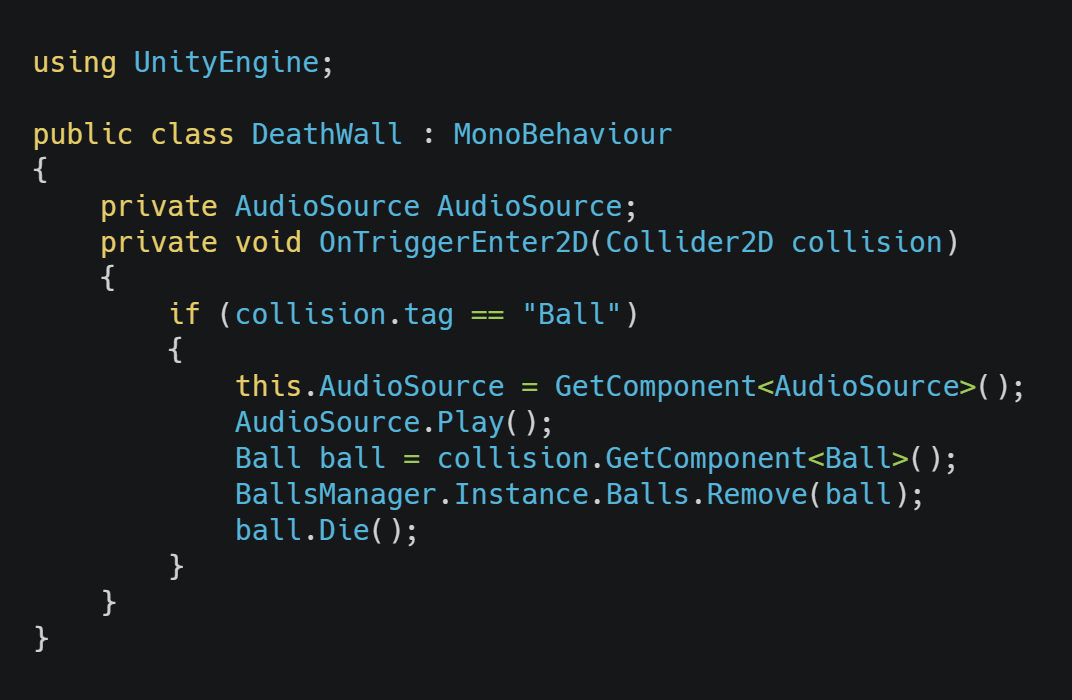 using UnityEngine;

public class DeathWall : MonoBehaviour
{
    private AudioSource AudioSource;
    private void OnTriggerEnter2D(Collider2D collision)
    {
        if (collision.tag == "Ball")
        {
            this.AudioSource = GetComponent<AudioSource>();
            AudioSource.Play();
            Ball ball = collision.GetComponent<Ball>();
            BallsManager.Instance.Balls.Remove(ball);
            ball.Die();
        }
    }
}